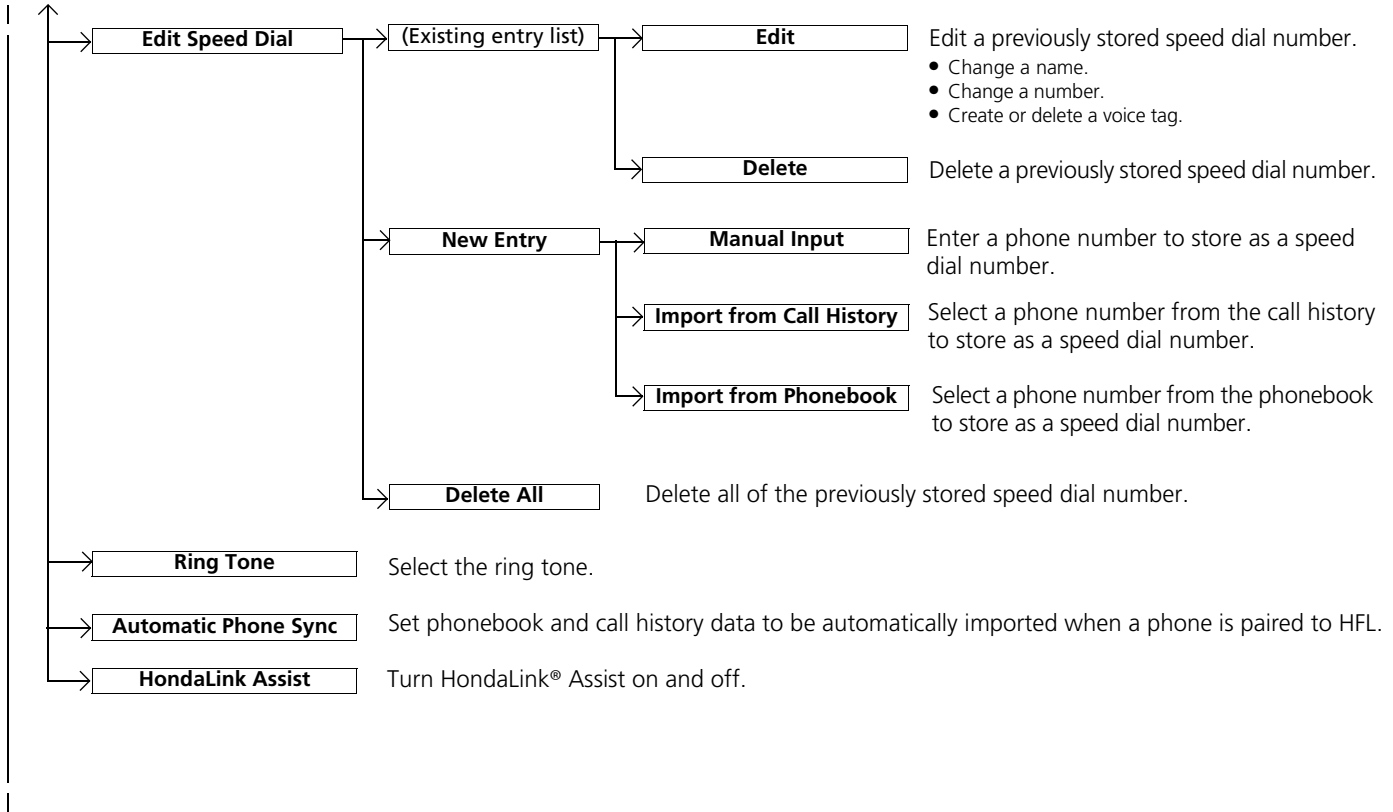 Edit Speed Dial
(Existing entry list)
Edit
Edit a previously stored speed dial number.
• Change a name.
• Change a number.
• Create or delete a voice tag.
Delete
Delete a previously stored speed dial number.
New Entry
Manual Input
Enter a phone number to store as a speed
dial number.
Import from Call History
Select a phone number from the call history
to store as a speed dial number.
Import from Phonebook
Select a phone number from the phonebook
to store as a speed dial number.
Delete All
Delete all of the previously stored speed dial number.
Ring Tone
Select the ring tone.
Automatic Phone Sync
Set phonebook and call history data to be automatically imported when a phone is paired to HFL.
HondaLink Assist
Turn HondaLink® Assist on and off.